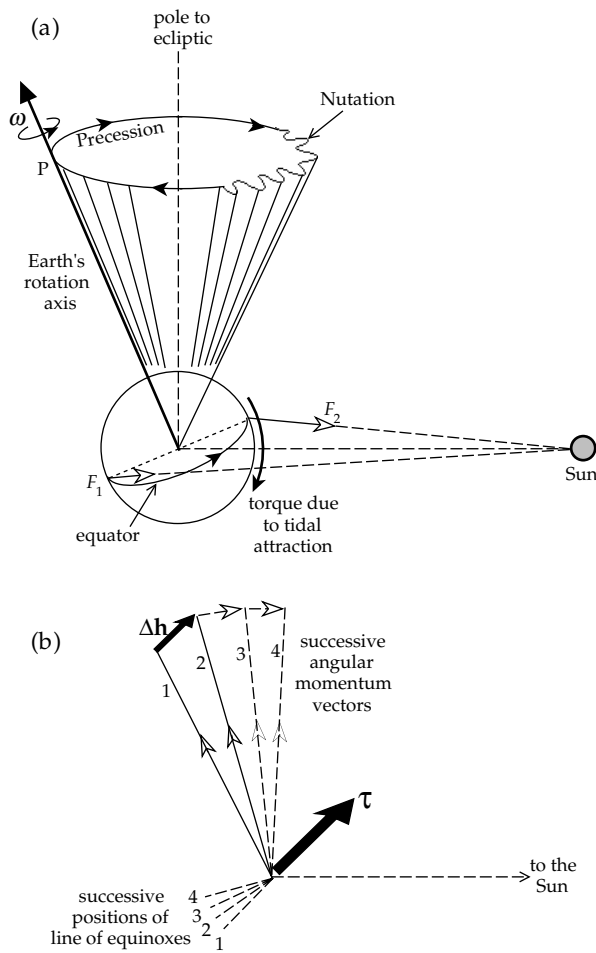 (a)
pole to
ecliptic
Nutation
ω
Precession
P
Earth's
rotation
axis
F2
Sun
F1
equator
torque due
to tidal
attraction
(b)
Δh
1
2
3
4
successive
angular
momentum
vectors
τ
to the
Sun
successive
positions of
line of equinoxes
4
3
2
1